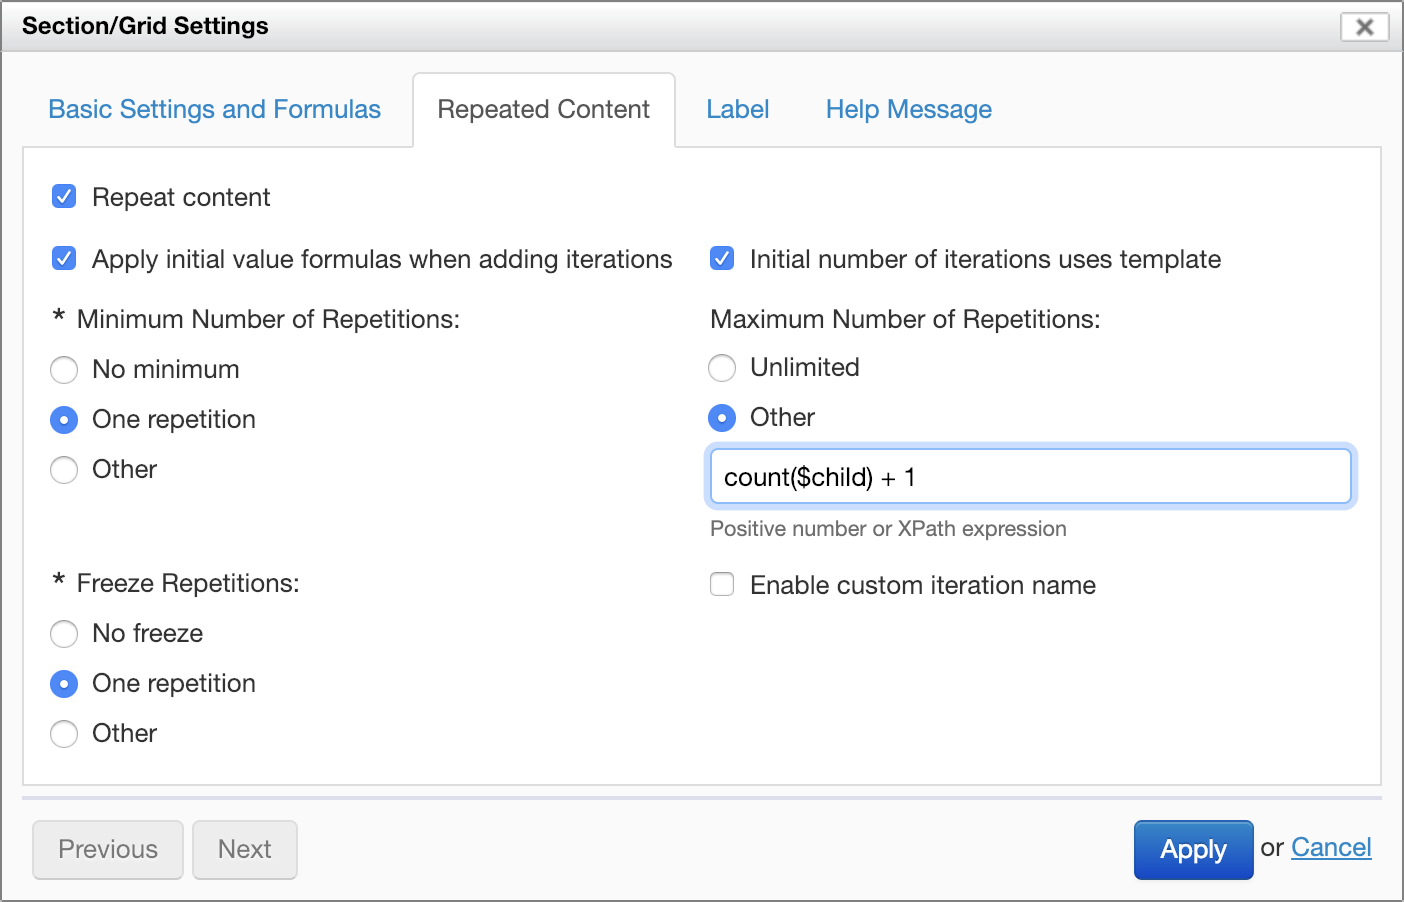 Section/Grid Settings
Basic Settings and Formulas
Repeated Content
Label
Help Message
Repeat content
Apply initial value formulas when adding iterations
Initial number of iterations uses template
* Minimum Number of Repetitions:
No minimum
One repetition
Other
Maximum Number of Repetitions:
Unlimited
Other
count($child) + 1
Positive number or XPath expression
* Freeze Repetitions:
No freeze
One repetition
Other
Enable custom iteration name
Previous
Next
Apply or Cancel